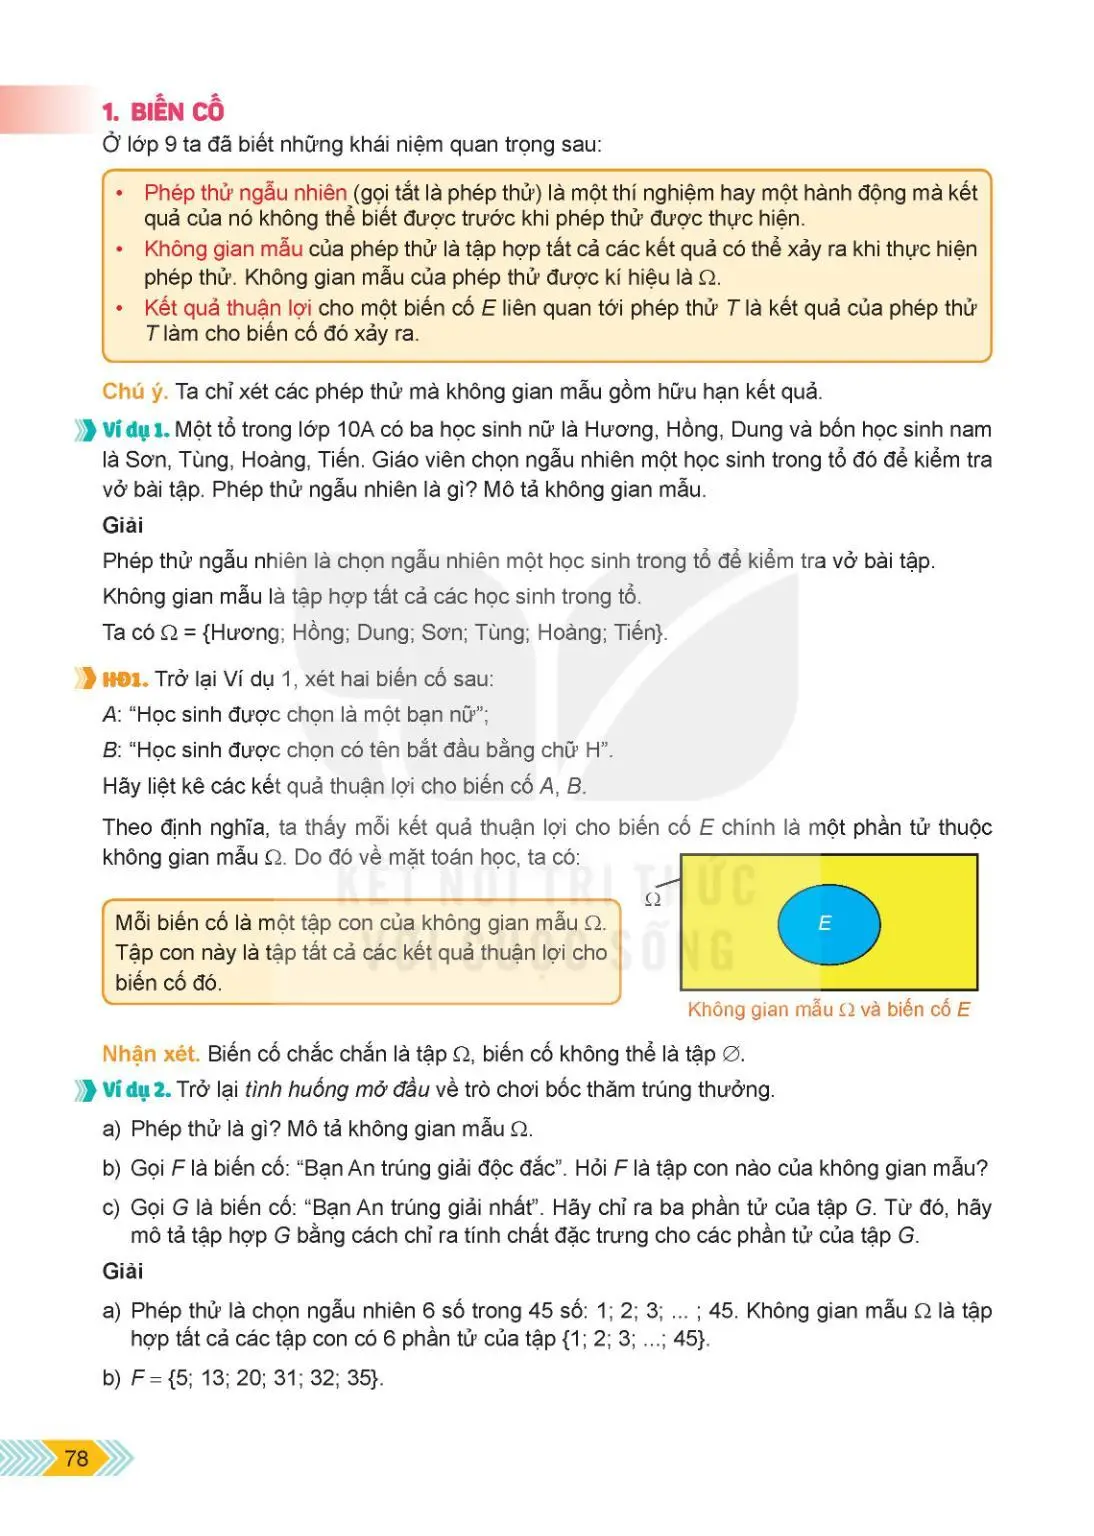 1. BIẾN CỐ
Ở lớp 9 ta đã biết những khái niệm quan trọng sau:
• Phép thử ngẫu nhiên (gọi tắt là phép thử) là một thí nghiệm hay một hành động mà kết
quả của nó không thể biết được trước khi phép thử được thực hiện.
• Không gian mẫu của phép thử là tập hợp tất cả các kết quả có thể xảy ra khi thực hiện
phép thử. Không gian mẫu của phép thử được kí hiệu là Ω.
• Kết quả thuận lợi cho một biến cố E liên quan tới phép thử T là kết quả của phép thử
T làm cho biến cố đó xảy ra.
Chú ý. Ta chỉ xét các phép thử mà không gian mẫu gồm hữu hạn kết quả.
Ví dụ 1. Một tổ trong lớp 10A có ba học sinh nữ là Hương, Hồng, Dung và bốn học sinh nam
là Sơn, Tùng, Hoàng, Tiến. Giáo viên chọn ngẫu nhiên một học sinh trong tổ đó để kiểm tra
vở bài tập. Phép thử ngẫu nhiên là gì? Mô tả không gian mẫu.
Giải
Phép thử ngẫu nhiên là chọn ngẫu nhiên một học sinh trong tổ để kiểm tra vở bài tập.
Không gian mẫu là tập hợp tất cả các học sinh trong tổ.
Ta có Ω = {Hương; Hồng; Dung; Sơn; Tùng; Hoàng; Tiến}.
HĐ1. Trở lại Ví dụ 1, xét hai biến cố sau:
A: “Học sinh được chọn là một bạn nữ”;
B: “Học sinh được chọn có tên bắt đầu bằng chữ H”.
Hãy liệt kê các kết quả thuận lợi cho biến cố A, B.
Theo định nghĩa, ta thấy mỗi kết quả thuận lợi cho biến cố E chính là một phần tử thuộc
không gian mẫu Ω. Do đó về mặt toán học, ta có:
Mỗi biến cố là một tập con của không gian mẫu Ω.
Tập con này là tập tất cả các kết quả thuận lợi cho
biến cố đó.
Ω
E
Không gian mẫu Ω và biến cố E
KẾT NỐI TRI THỨC
VỚI CUỘC SỐNG
Nhận xét. Biến cố chắc chắn là tập Ω, biến cố không thể là tập ∅.
Ví dụ 2. Trở lại tình huống mở đầu về trò chơi bốc thăm trúng thưởng.
a) Phép thử là gì? Mô tả không gian mẫu Ω.
b) Gọi F là biến cố: “Bạn An trúng giải độc đắc”. Hỏi F là tập con nào của không gian mẫu?
c) Gọi G là biến cố: “Bạn An trúng giải nhất”. Hãy chỉ ra ba phần tử của tập G. Từ đó, hãy
mô tả tập hợp G bằng cách chỉ ra tính chất đặc trưng cho các phần tử của tập G.
Giải
a) Phép thử là chọn ngẫu nhiên 6 số trong 45 số: 1; 2; 3; ... ; 45. Không gian mẫu Ω là tập
hợp tất cả các tập con có 6 phần tử của tập {1; 2; 3; ...; 45}.
b) F = {5; 13; 20; 31; 32; 35}.
78